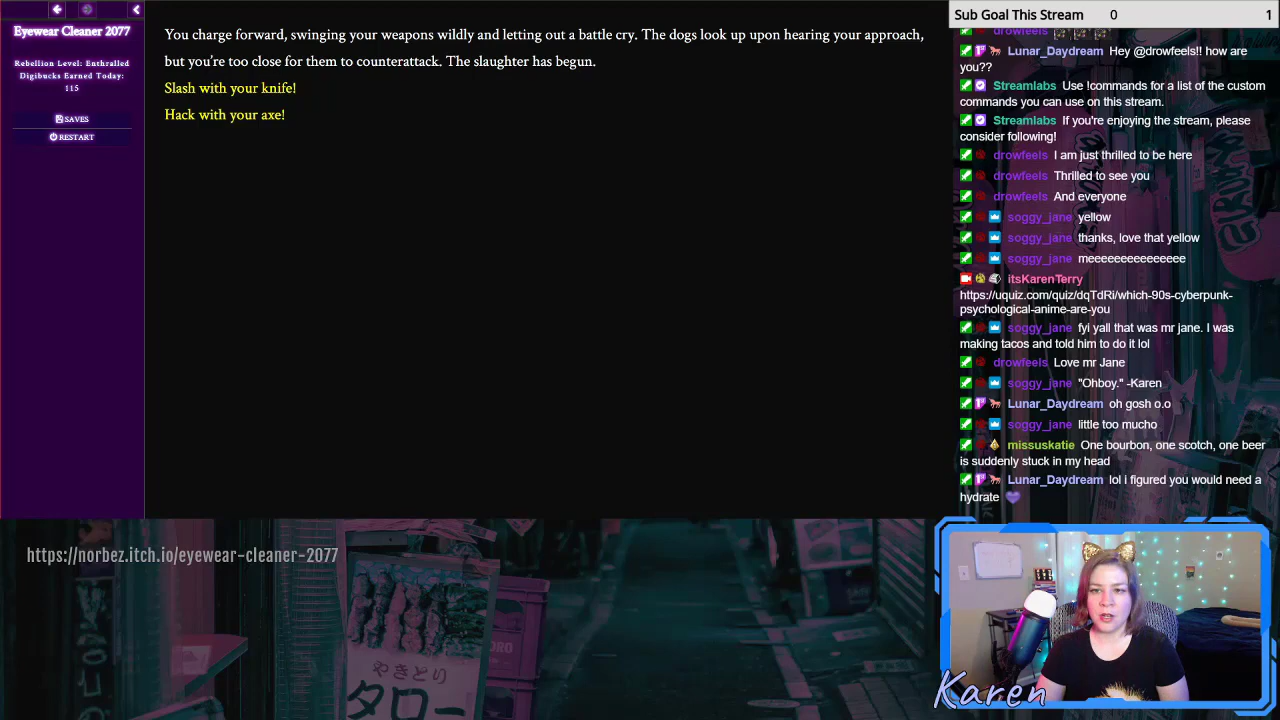 Eyewear Cleaner 2077
Rebellion Level: Enthralled
Digibucks Earned Today:
115
SAVES
RESTART
You charge forward, swinging your weapons wildly and letting out a battle cry. The dogs look up upon hearing your approach,
but you're too close for them to counterattack. The slaughter has begun.
Slash with your knife!
Hack with your axe!
Sub Goal This Stream 0 1
drowfeels
Lunar_Daydream Hey @drowfeels!! how are
you??
Streamlabs Use !commands for a list of the custom
commands you can use on this stream.
Streamlabs If you're enjoying the stream, please
consider following!
drowfeels I am just thrilled to be here
drowfeels Thrilled to see you
drowfeels And everyone
soggy_jane yellow
soggy_jane thanks, love that yellow
soggy_jane meeeeeeeeeeeeeee
itsKarenTerry
https://uquiz.com/quiz/dqTdRi/which-90s-cyberpunk-
psychological-anime-are-you
soggy_jane fyi yall that was mr jane. I was
making tacos and told him to do it lol
drowfeels Love mr Jane
soggy_jane "Ohboy." -Karen
Lunar_Daydream oh gosh o.o
soggy_jane little too mucho
missuskatie One bourbon, one scotch, one beer
is suddenly stuck in my head
Lunar_Daydream lol i figured you would need a
hydrate
https://norbez.itch.io/eyewear-cleaner-2077
やきとり
タロー
Karen